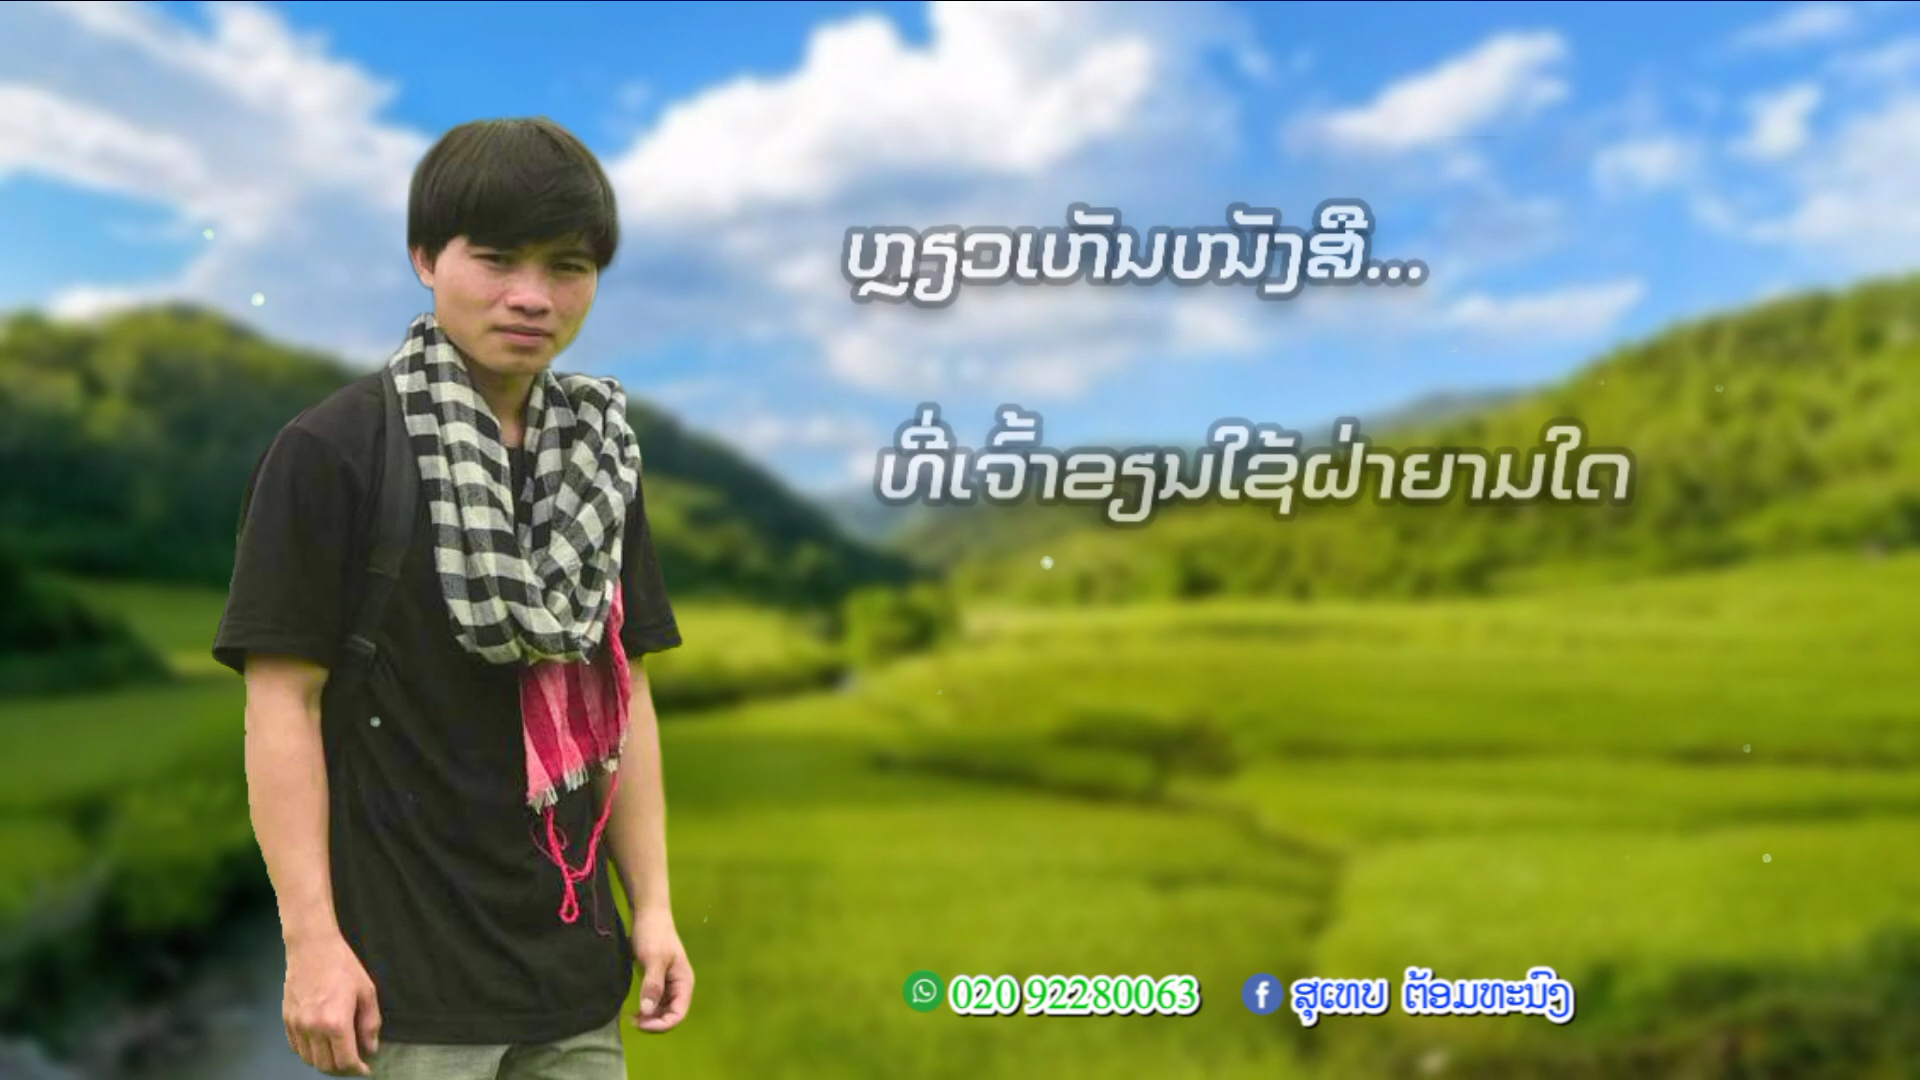 ຫຼຽວເຫັນໜັງສື...
ທີ່ເຈົ້າຂຽນໃຊ້ຝ່າຍາມໃດ
020 92280063
ສຸເທບ ຕ້ອມທະນົງ